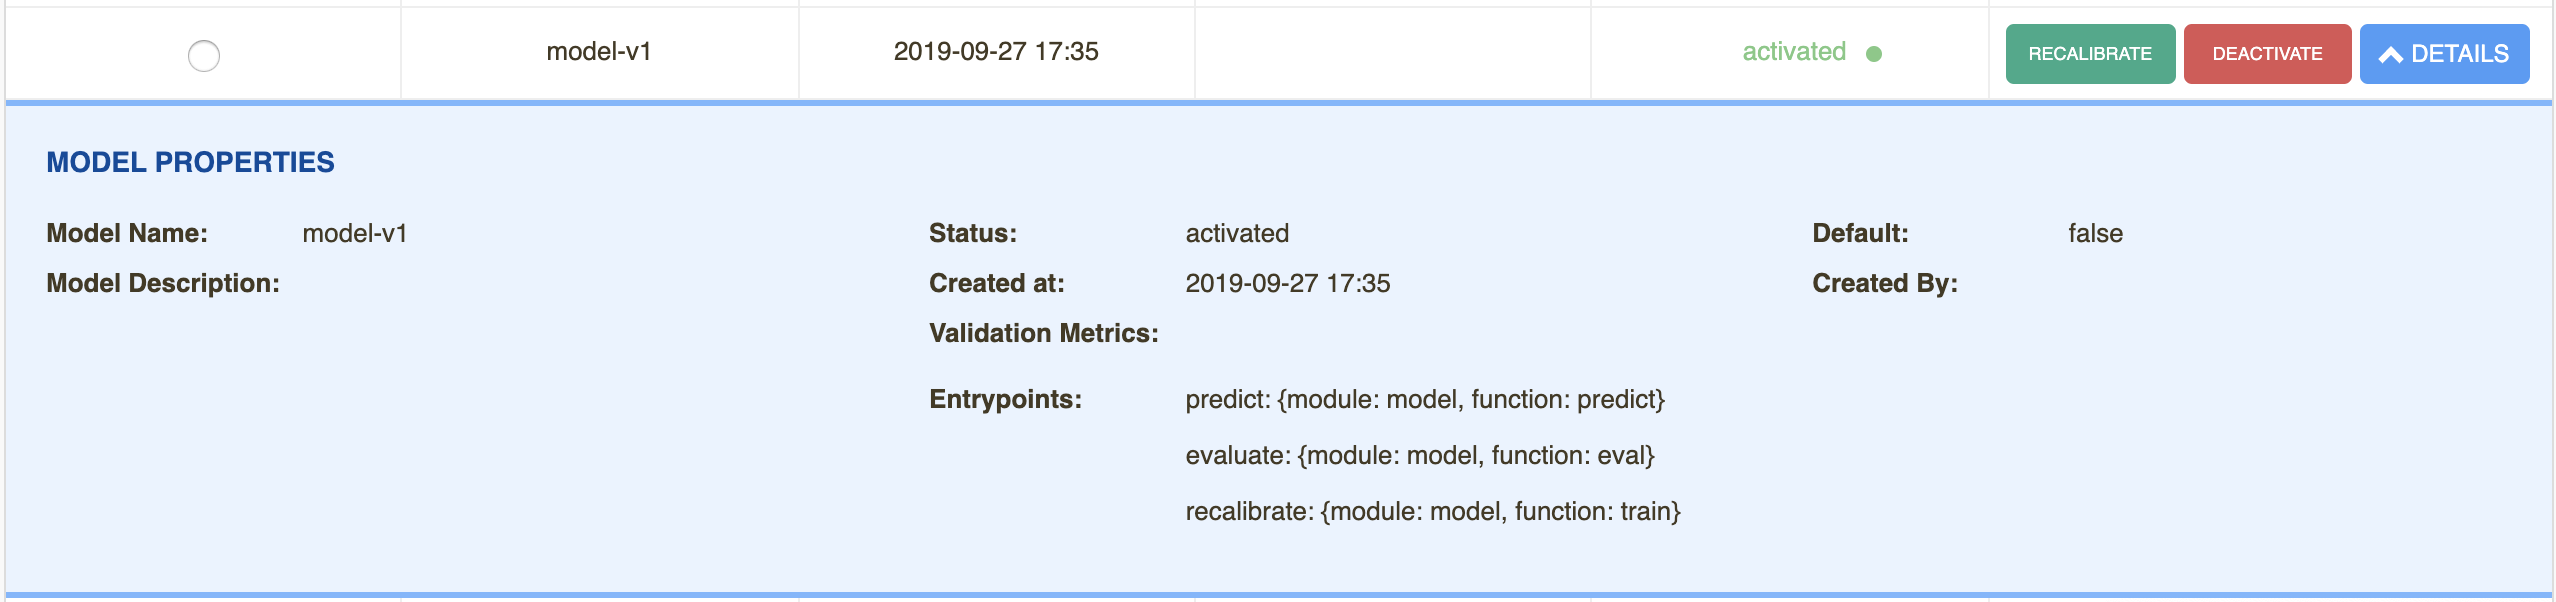 model-v1 2019-09-27 17:35 activated RECALIBRATE DEACTIVATE DETAILS
MODEL PROPERTIES
Model Name: model-v1 Status: activated Default: false
Model Description: Created at: 2019-09-27 17:35 Created By:
Validation Metrics:
Entrypoints: predict: {module: model, function: predict}
evaluate: {module: model, function: eval}
recalibrate: {module: model, function: train}